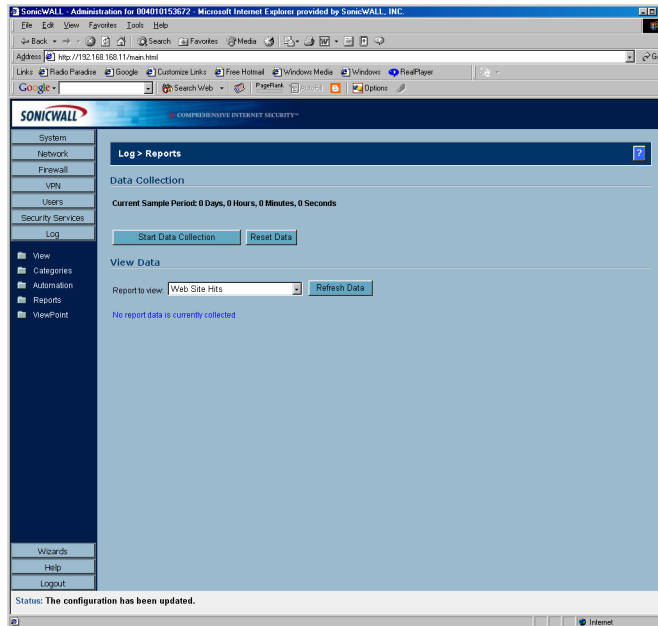 SonicWALL - Administration for 004010153672 - Microsoft Internet Explorer provided by SonicWALL, INC.
File Edit View Favorites Tools Help
Back Search Favorites Media
Address http://192.168.168.11/main.html
Links Radio Paradise Google Customize Links Free Hotmail Windows Media Windows RealPlayer
Google Search Web PageRank AutoFill Options
SONICWALL COMPREHENSIVE INTERNET SECURITY™
System
Network
Firewall
VPN
Users
Security Services
Log
View
Categories
Automation
Reports
ViewPoint
Wizards
Help
Logout
Log > Reports ?
Data Collection
Current Sample Period: 0 Days, 0 Hours, 0 Minutes, 0 Seconds
Start Data Collection Reset Data
View Data
Report to view: Web Site Hits Refresh Data
No report data is currently collected
Status: The configuration has been updated.
Internet